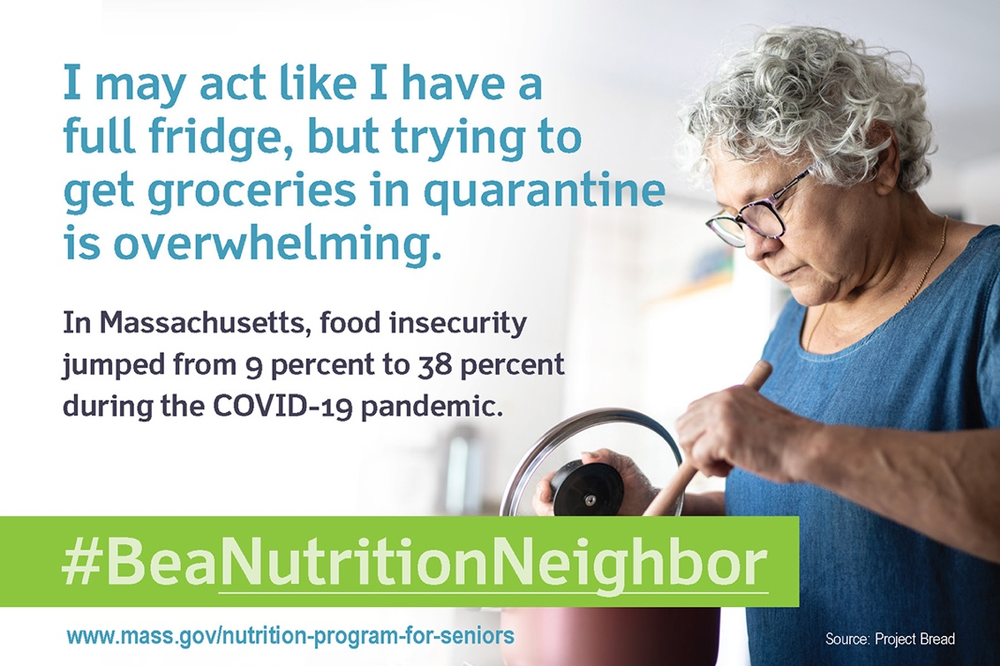 I may act like I have a
full fridge, but trying to
get groceries in quarantine
is overwhelming.
In Massachusetts, food insecurity
jumped from 9 percent to 38 percent
during the COVID-19 pandemic.
#BeaNutritionNeighbor
www.mass.gov/nutrition-program-for-seniors
Source: Project Bread